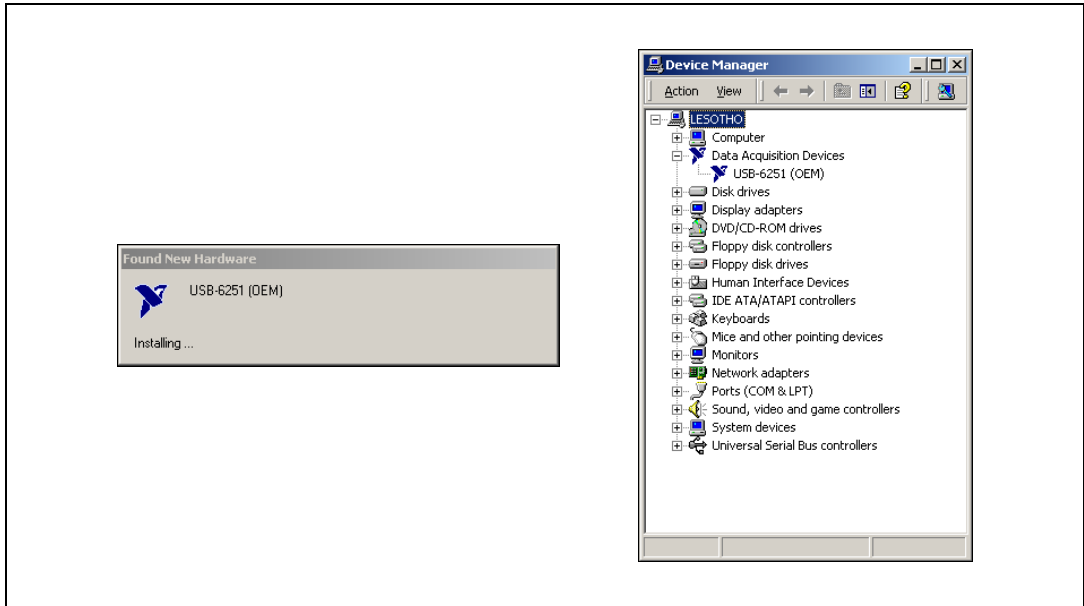 Found New Hardware
USB-6251 (OEM)
Installing ...
Device Manager
Action View
LESOTHO
Computer
Data Acquisition Devices
USB-6251 (OEM)
Disk drives
Display adapters
DVD/CD-ROM drives
Floppy disk controllers
Floppy disk drives
Human Interface Devices
IDE ATA/ATAPI controllers
Keyboards
Mice and other pointing devices
Monitors
Network adapters
Ports (COM & LPT)
Sound, video and game controllers
System devices
Universal Serial Bus controllers